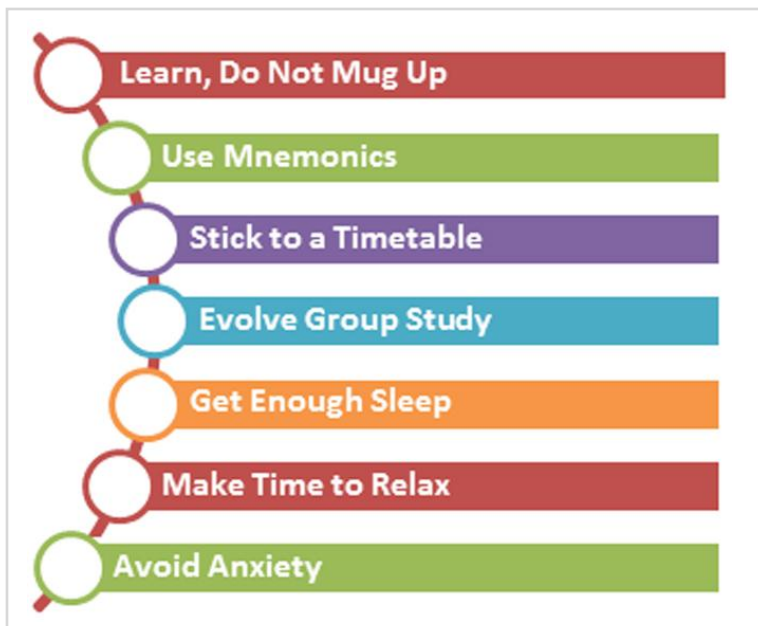 Learn, Do Not Mug Up
Use Mnemonics
Stick to a Timetable
Evolve Group Study
Get Enough Sleep
Make Time to Relax
Avoid Anxiety